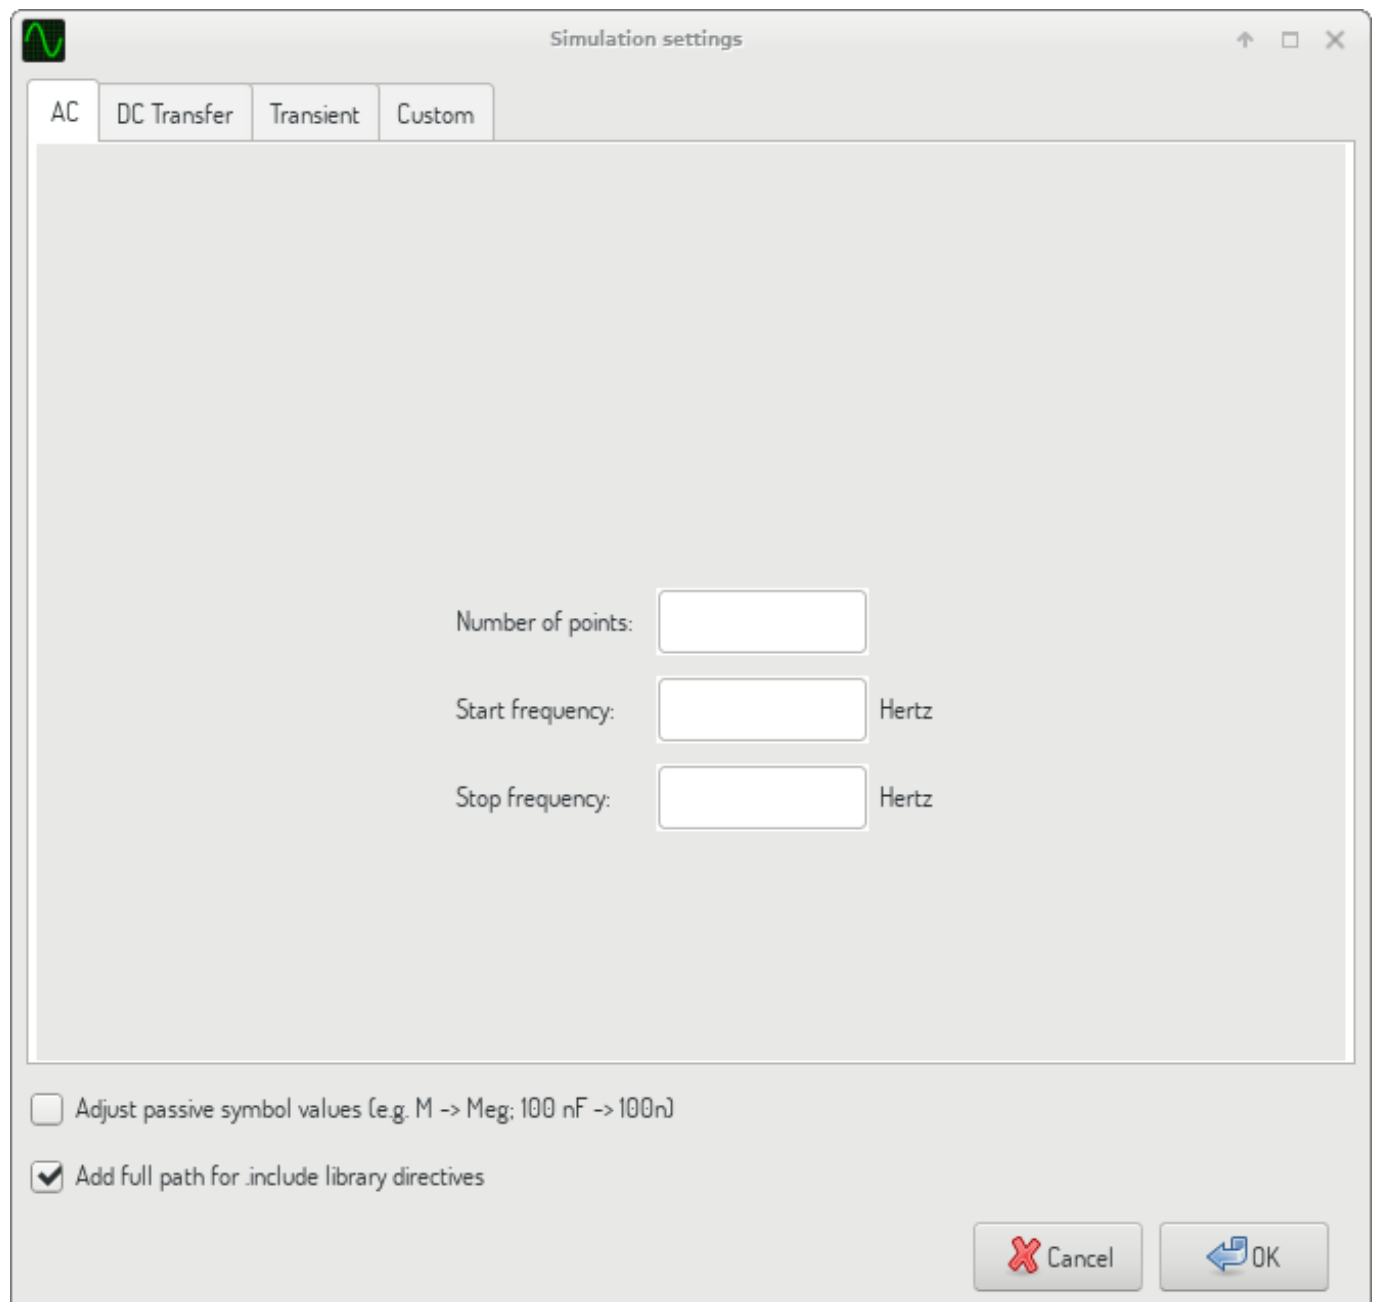 Simulation settings
AC DC Transfer Transient Custom
Number of points:
Start frequency: Hertz
Stop frequency: Hertz
Adjust passive symbol values (e.g. M -> Meg; 100 nF -> 100n)
Add full path for .include library directives
Cancel OK